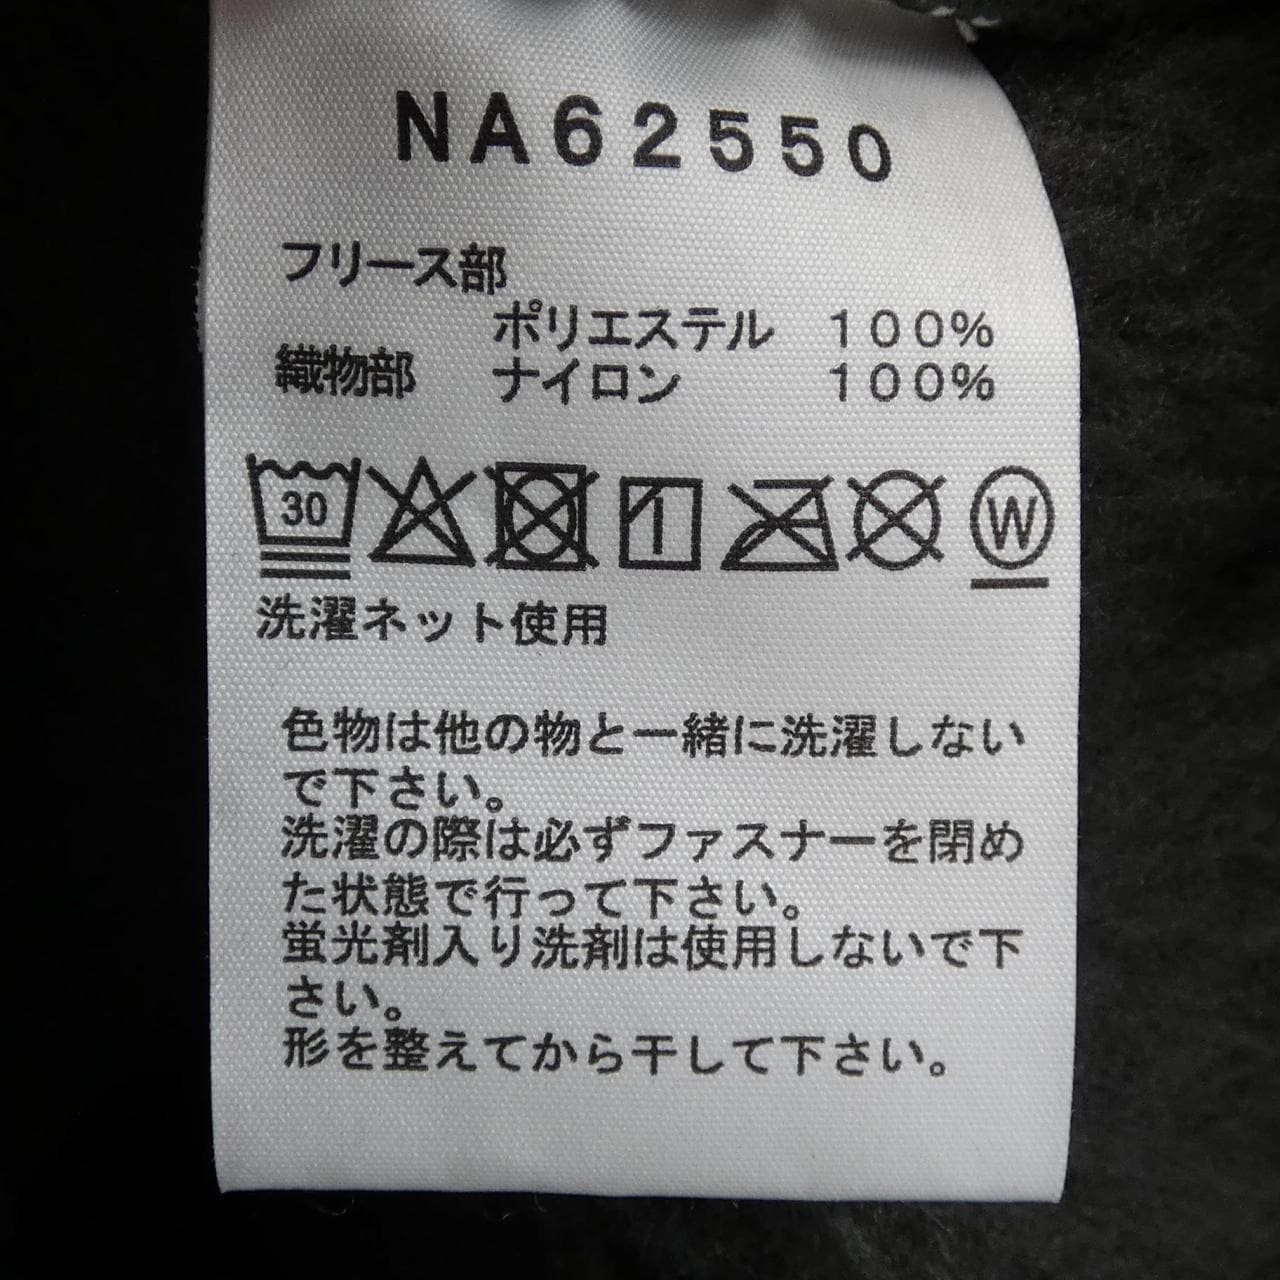 NA62550
フリース部
ポリエステル １００％
織物部 ナイロン １００％
30
W
洗濯ネット使用
色物は他の物と一緒に洗濯しない
で下さい。
洗濯の際は必ずファスナーを閉め
た状態で行って下さい。
蛍光剤入り洗剤は使用しないで下
さい。
形を整えてから干して下さい。